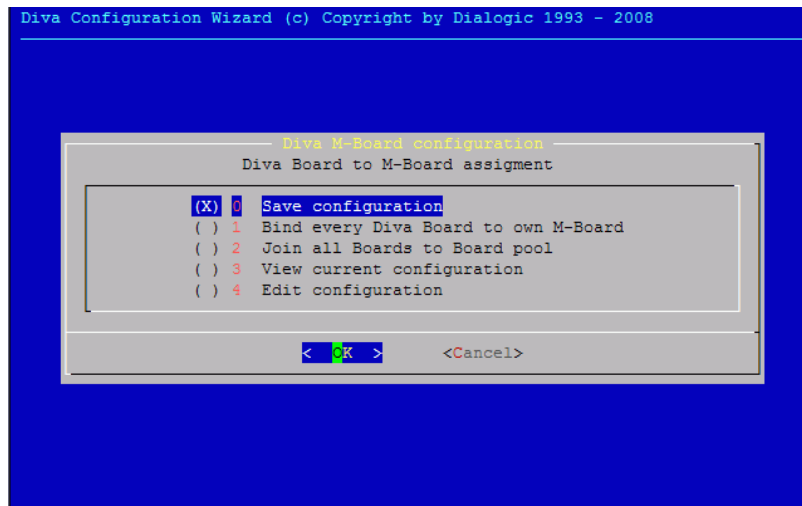 Diva Configuration Wizard (c) Copyright by Dialogic 1993 - 2008
Diva M-Board configuration
Diva Board to M-Board assigment
(X) 0 Save configuration
( ) 1 Bind every Diva Board to own M-Board
( ) 2 Join all Boards to Board pool
( ) 3 View current configuration
( ) 4 Edit configuration
< OK > <Cancel>